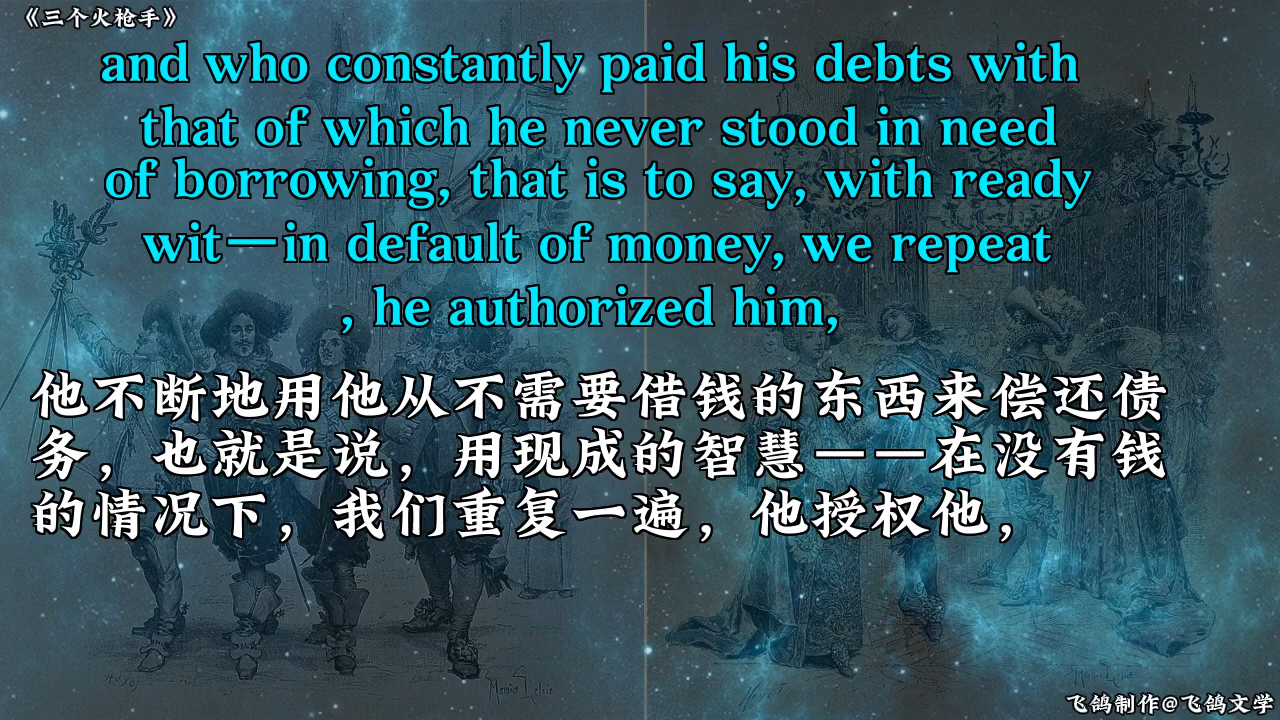 《三个火枪手》
and who constantly paid his debts with
that of which he never stood in need
of borrowing, that is to say, with ready
wit—in default of money, we repeat
, he authorized him,
他不断地用他从不需要借钱的东西来偿还债
务，也就是说，用现成的智慧——在没有钱
的情况下，我们重复一遍，他授权他，
飞鸽制作@飞鸽文学